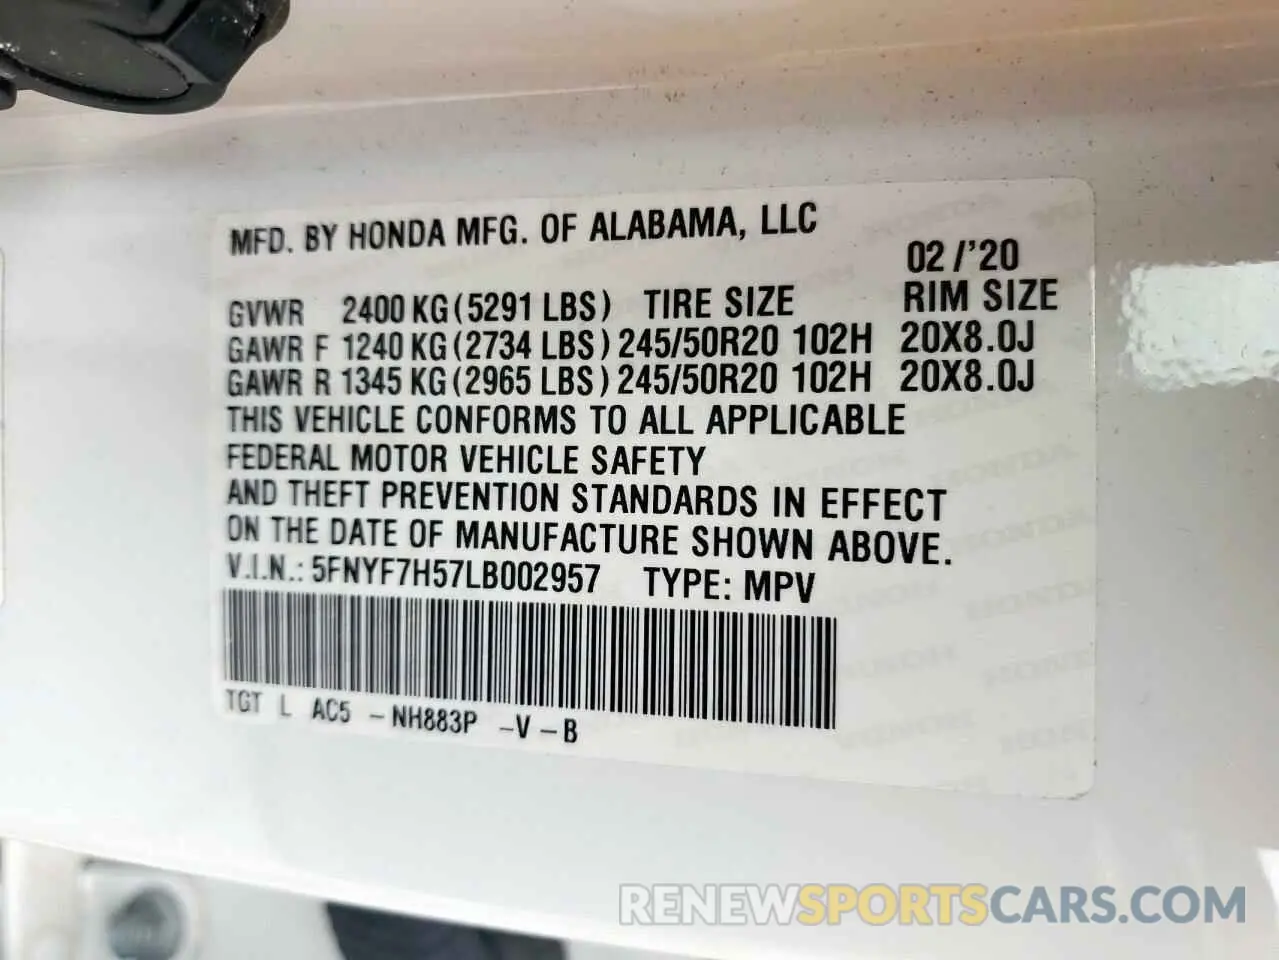 MFD. BY HONDA MFG. OF ALABAMA, LLC
02 /'20
GVWR 2400 KG (5291 LBS) TIRE SIZE RIM SIZE
GAWR F 1240 KG (2734 LBS) 245/50R20 102H 20X8.0J
GAWR R 1345 KG (2965 LBS) 245/50R20 102H 20X8.0J
THIS VEHICLE CONFORMS TO ALL APPLICABLE
FEDERAL MOTOR VEHICLE SAFETY
AND THEFT PREVENTION STANDARDS IN EFFECT
ON THE DATE OF MANUFACTURE SHOWN ABOVE.
V.I.N.: 5FNYF7H57LB002957 TYPE: MPV
TGT L AC5 -NH883P -V-B
RENEWSPORTSCARS.COM